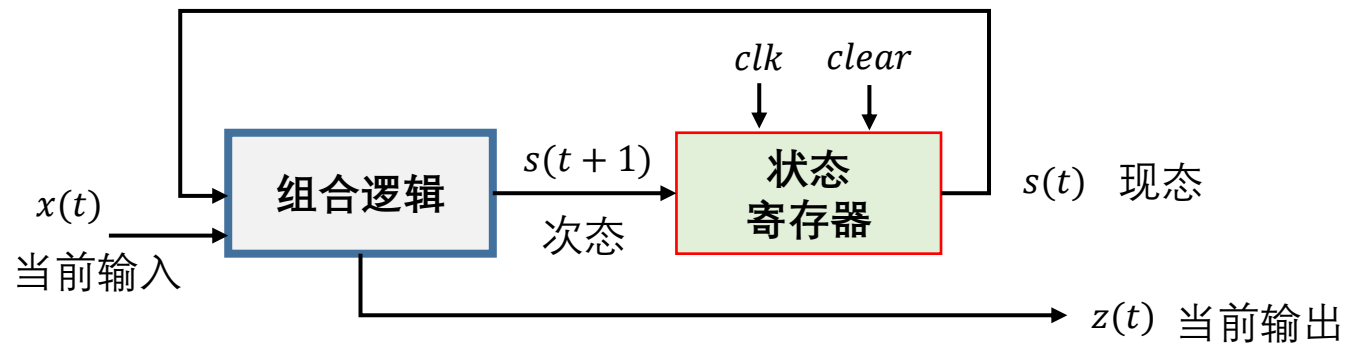 clk clear
x(t)
当前输入
组合逻辑
s(t + 1)
次态
状态
寄存器
s(t) 现态
z(t) 当前输出